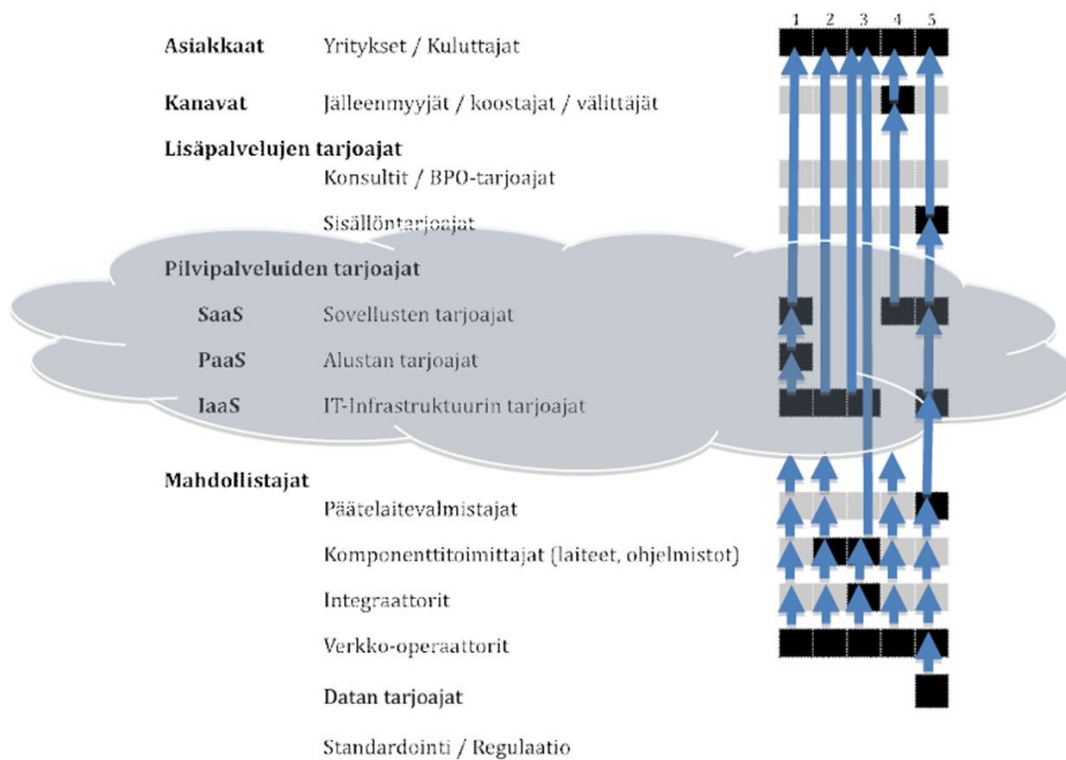 1 2 3 4 5
Asiakkaat Yritykset / Kuluttajat
Kanavat Jälleenmyyjät / koostajat / välittäjät
Lisäpalvelujen tarjoajat
Konsultit / BPO-tarjoajat
Sisällöntarjoajat
Pilvipalveluiden tarjoajat
SaaS Sovellusten tarjoajat
PaaS Alustan tarjoajat
IaaS IT-Infrastruktuurin tarjoajat
Mahdollistajat
Päätelaitevalmistajat
Komponenttitoimittajat (laiteet, ohjelmistot)
Integraattorit
Verkko-operaattorit
Datan tarjoajat
Standardointi / Regulaatio